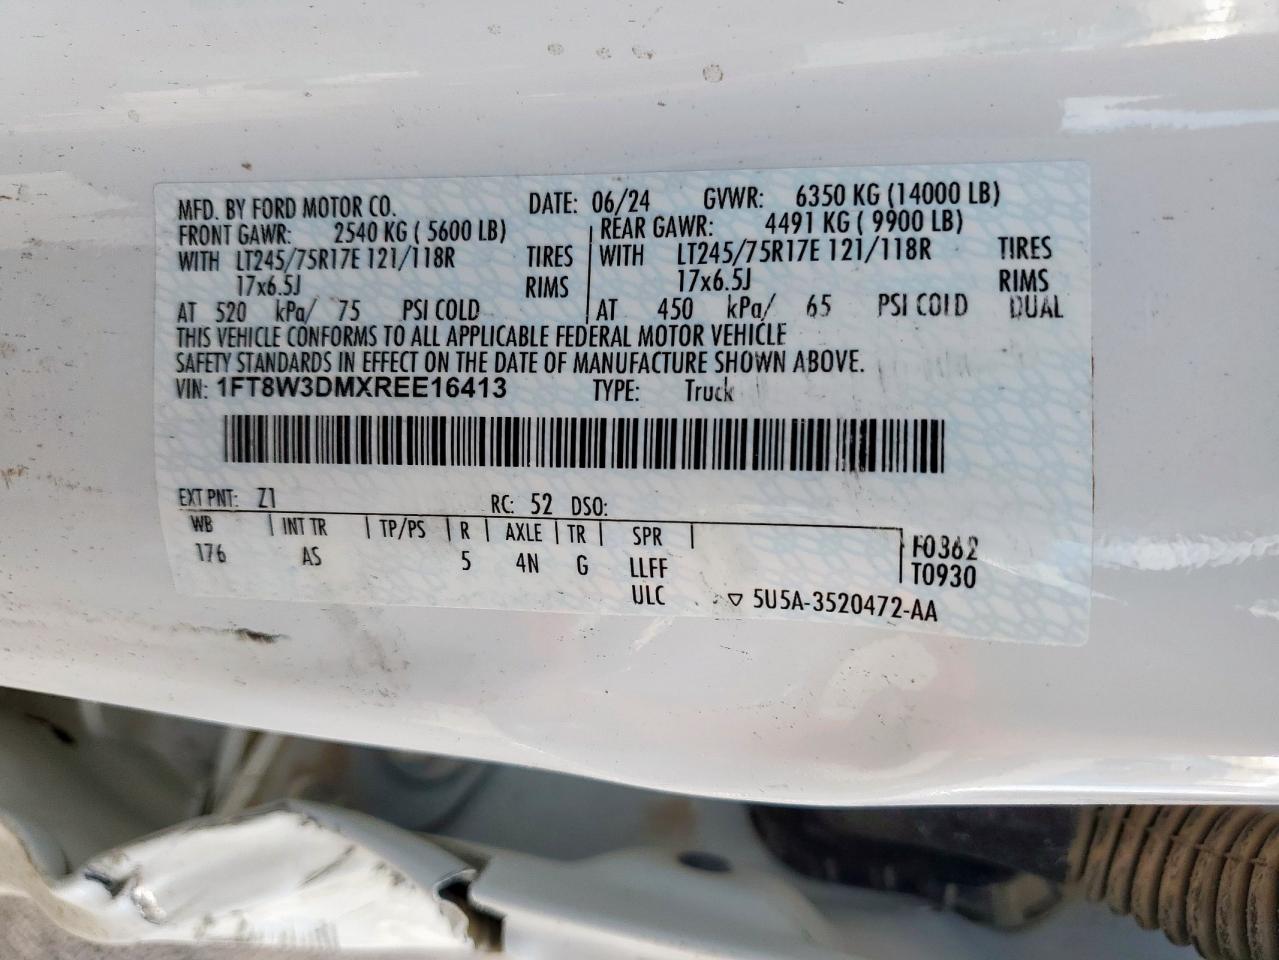 MFD. BY FORD MOTOR CO. DATE: 06/24 GVWR: 6350 KG (14000 LB)
FRONT GAWR: 2540 KG ( 5600 LB) REAR GAWR: 4491 KG ( 9900 LB)
WITH LT245/75R17E 121/118R TIRES WITH LT245/75R17E 121/118R TIRES
17x6.5J RIMS 17x6.5J RIMS
AT 520 kPa/ 75 PSI COLD AT 450 kPa/ 65 PSI COLD DUAL
THIS VEHICLE CONFORMS TO ALL APPLICABLE FEDERAL MOTOR VEHICLE
SAFETY STANDARDS IN EFFECT ON THE DATE OF MANUFACTURE SHOWN ABOVE.
VIN: 1FT8W3DMXREE16413 TYPE: Truck
EXT PNT: Z1 RC: 52 DSO:
WB INT TR TP/PS R AXLE TR SPR F0362
176 AS 5 4N G LLFF T0930
ULC ▽ 5U5A-3520472-AA